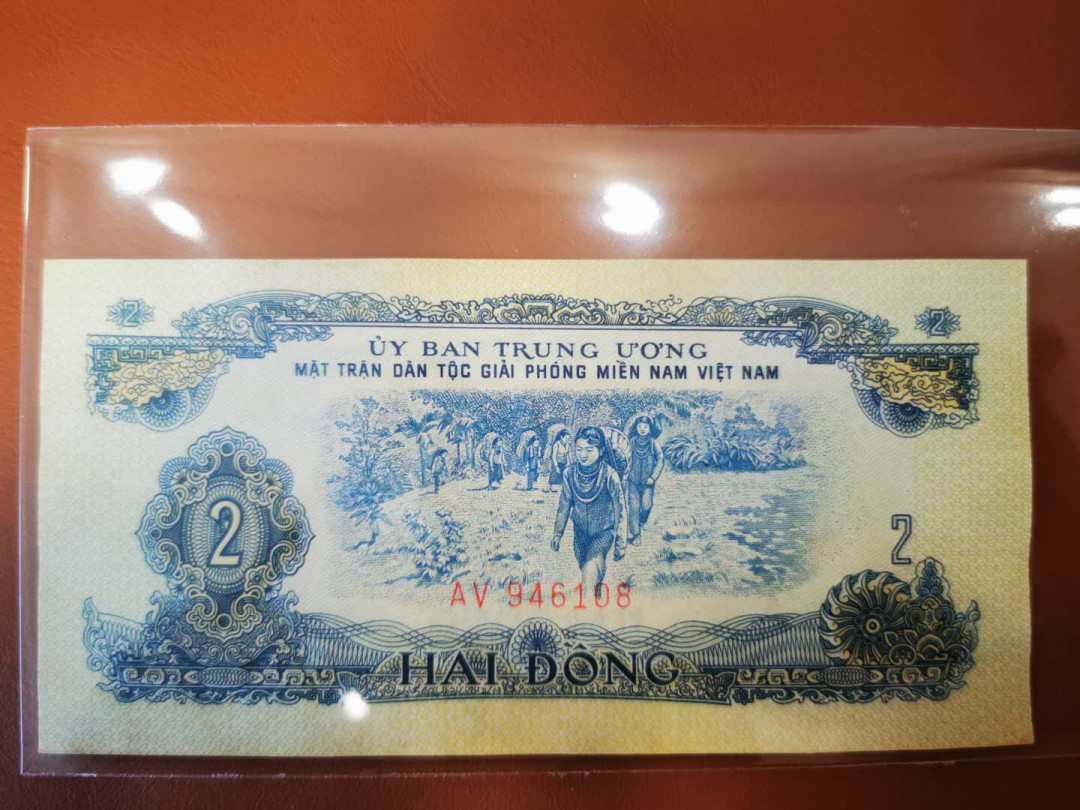 2 2
ỦY BAN TRUNG ƯƠNG
MẶT TRẬN DÂN TỘC GIẢI PHÓNG MIỀN NAM VIỆT NAM
2 2
AV 946108
HAI ĐỒNG